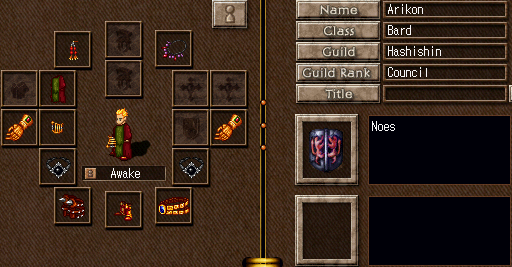 Name Arikon
Class Bard
Guild Hashishin
Guild Rank Council
Title
Noes
Awake